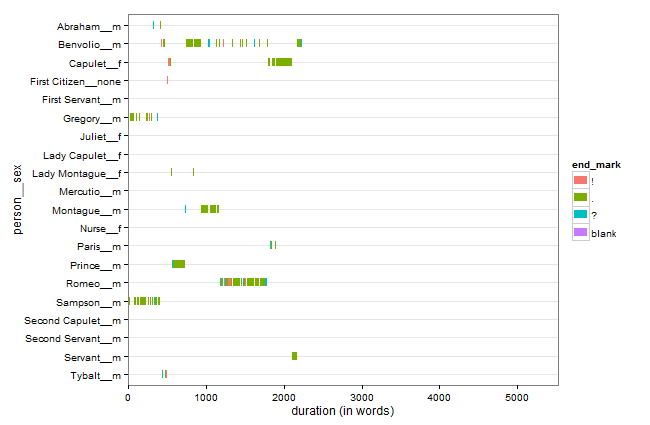 Abraham__m
Benvolio__m
Capulet__f
First Citizen__none
First Servant__m
Gregory__m
Juliet__f
Lady Capulet__f
Lady Montague__f
Mercutio__m
Montague__m
Nurse__f
Paris__m
Prince__m
Romeo__m
Sampson__m
Second Capulet__m
Second Servant__m
Servant__m
Tybalt__m
person__sex
0 1000 2000 3000 4000 5000
duration (in words)
end_mark
!
.
?
blank